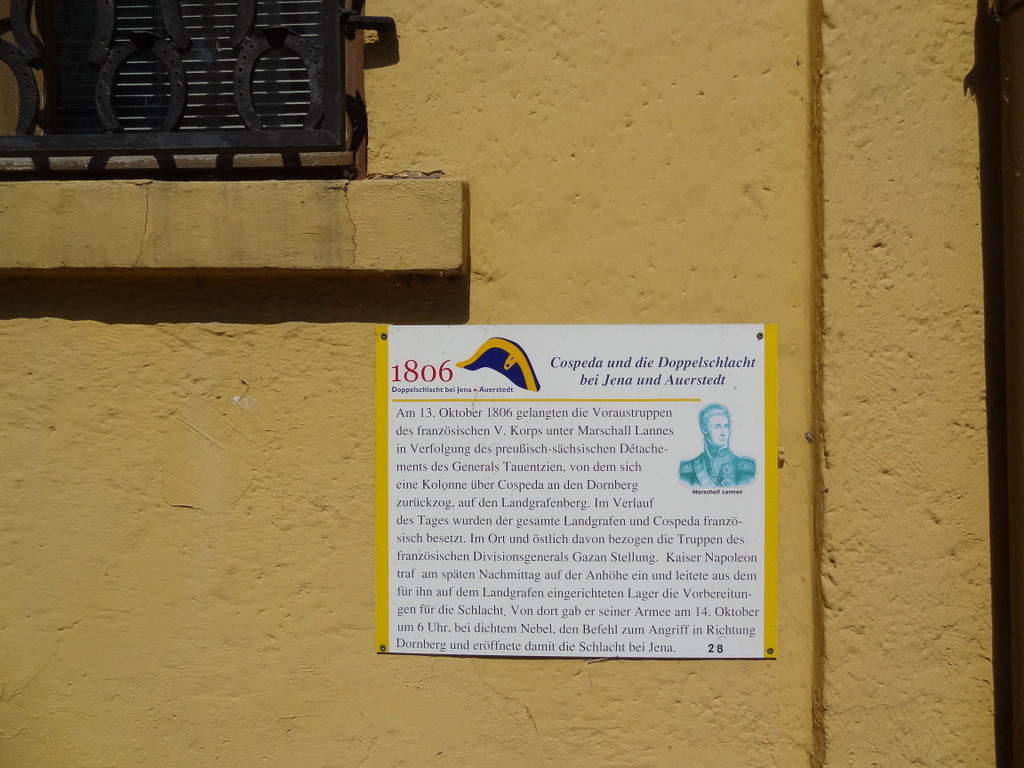 1806
Doppelschlacht bei Jena • Auerstedt
Cospeda und die Doppelschlacht
bei Jena und Auerstedt
Am 13. Oktober 1806 gelangten die Voraustruppen
des französischen V. Korps unter Marschall Lannes
in Verfolgung des preußisch-sächsischen Détache-
ments des Generals Tauentzien, von dem sich
eine Kolonne über Cospeda an den Dornberg
zurückzog, auf den Landgrafenberg. Im Verlauf
des Tages wurden der gesamte Landgrafen und Cospeda franzö-
sisch besetzt. Im Ort und östlich davon bezogen die Truppen des
französischen Divisionsgenerals Gazan Stellung. Kaiser Napoleon
traf am späten Nachmittag auf der Anhöhe ein und leitete aus dem
für ihn auf dem Landgrafen eingerichteten Lager die Vorbereitun-
gen für die Schlacht. Von dort gab er seiner Armee am 14. Oktober
um 6 Uhr, bei dichtem Nebel, den Befehl zum Angriff in Richtung
Dornberg und eröffnete damit die Schlacht bei Jena.
Marschall Lannes
28